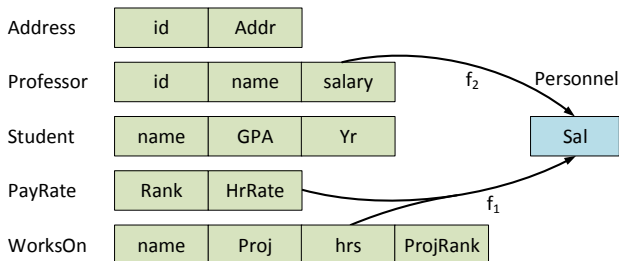 Address id Addr
Professor id name salary f2 Personnel
Student name GPA Yr Sal
PayRate Rank HrRate f1
WorksOn name Proj hrs ProjRank